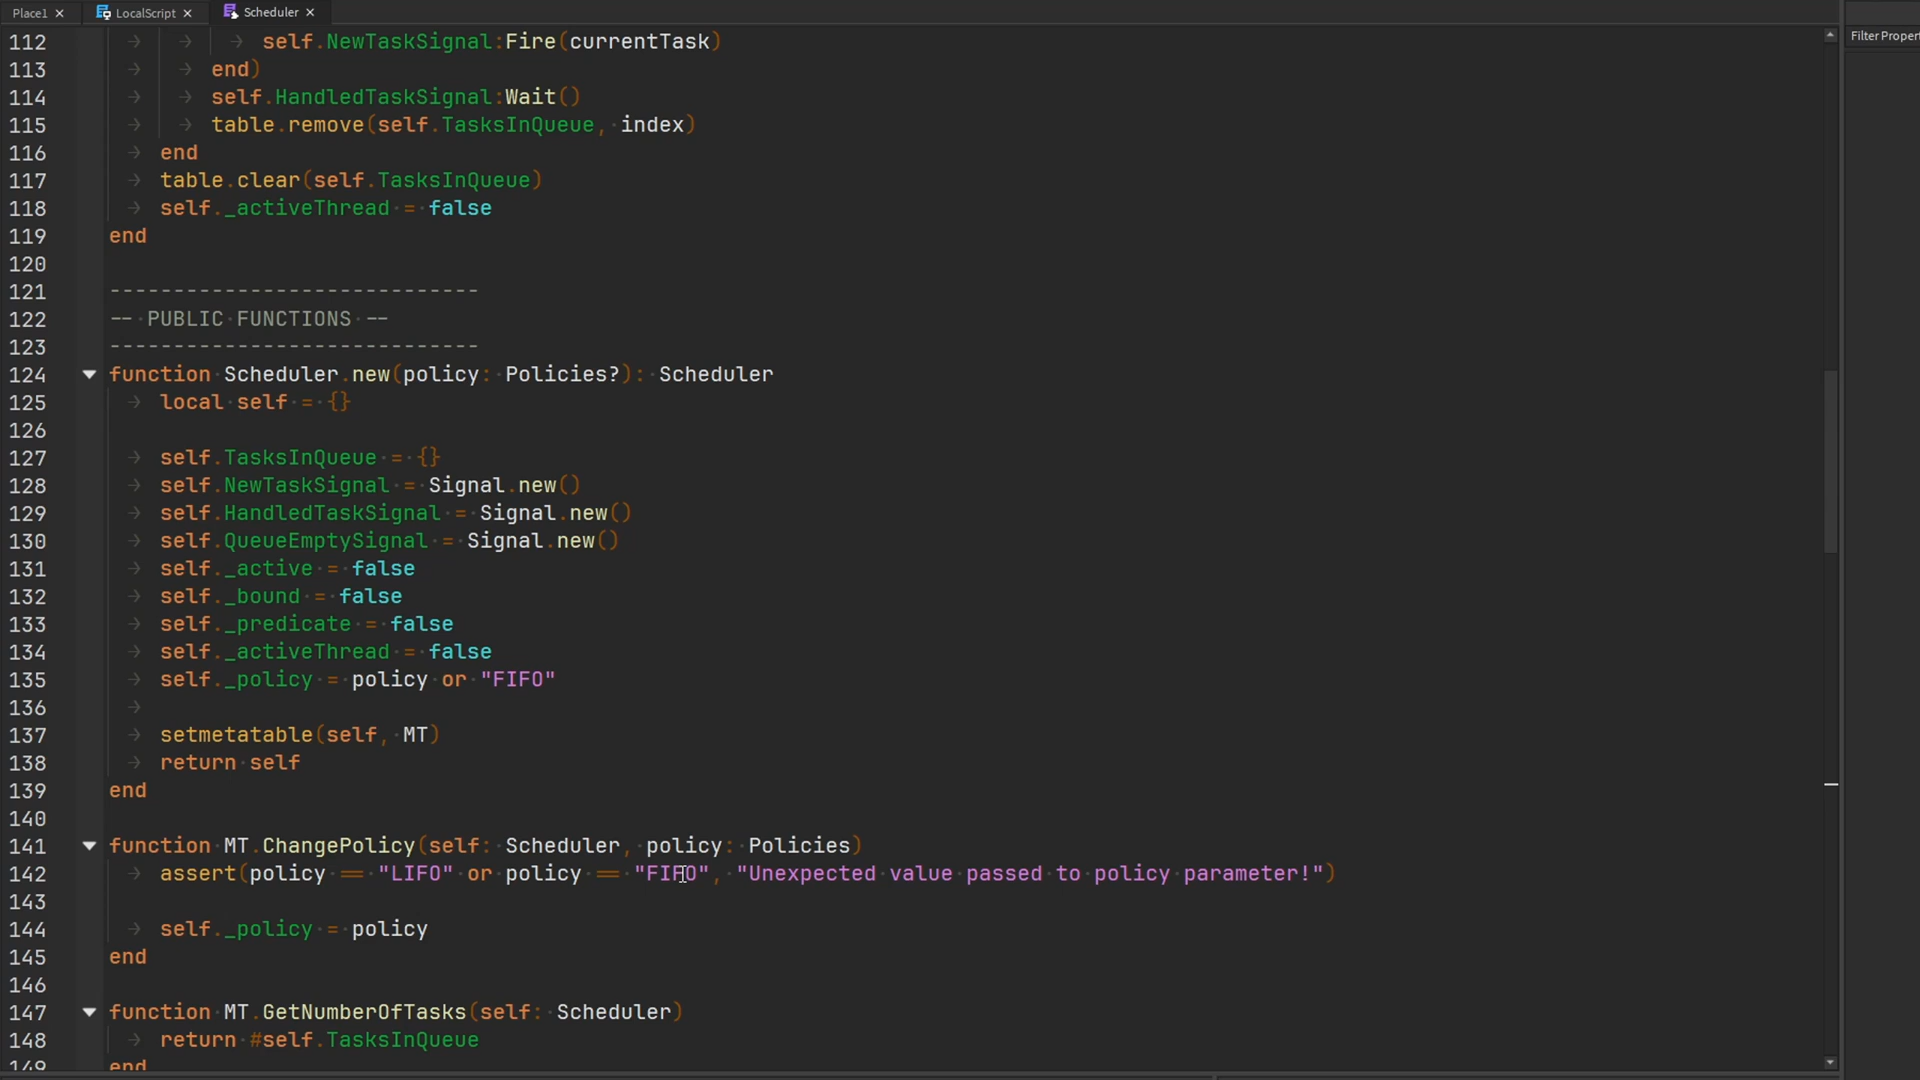 Place1 × LocalScript × Scheduler ×
Filter Propert
112 self.NewTaskSignal:Fire(currentTask)
113 end)
114 self.HandledTaskSignal:Wait()
115 table.remove(self.TasksInQueue, index)
116 end
117 table.clear(self.TasksInQueue)
118 self._activeThread = false
119 end
120
121 -----------------------------
122 -- PUBLIC FUNCTIONS --
123 -----------------------------
124 function Scheduler.new(policy: Policies?): Scheduler
125 local self = {}
126
127 self.TasksInQueue = {}
128 self.NewTaskSignal = Signal.new()
129 self.HandledTaskSignal = Signal.new()
130 self.QueueEmptySignal = Signal.new()
131 self._active = false
132 self._bound = false
133 self._predicate = false
134 self._activeThread = false
135 self._policy = policy or "FIFO"
136
137 setmetatable(self, MT)
138 return self
139 end
140
141 function MT.ChangePolicy(self: Scheduler, policy: Policies)
142 assert(policy == "LIFO" or policy == "FIFO", "Unexpected value passed to policy parameter!")
143
144 self._policy = policy
145 end
146
147 function MT.GetNumberOfTasks(self: Scheduler)
148 return #self.TasksInQueue
149 end